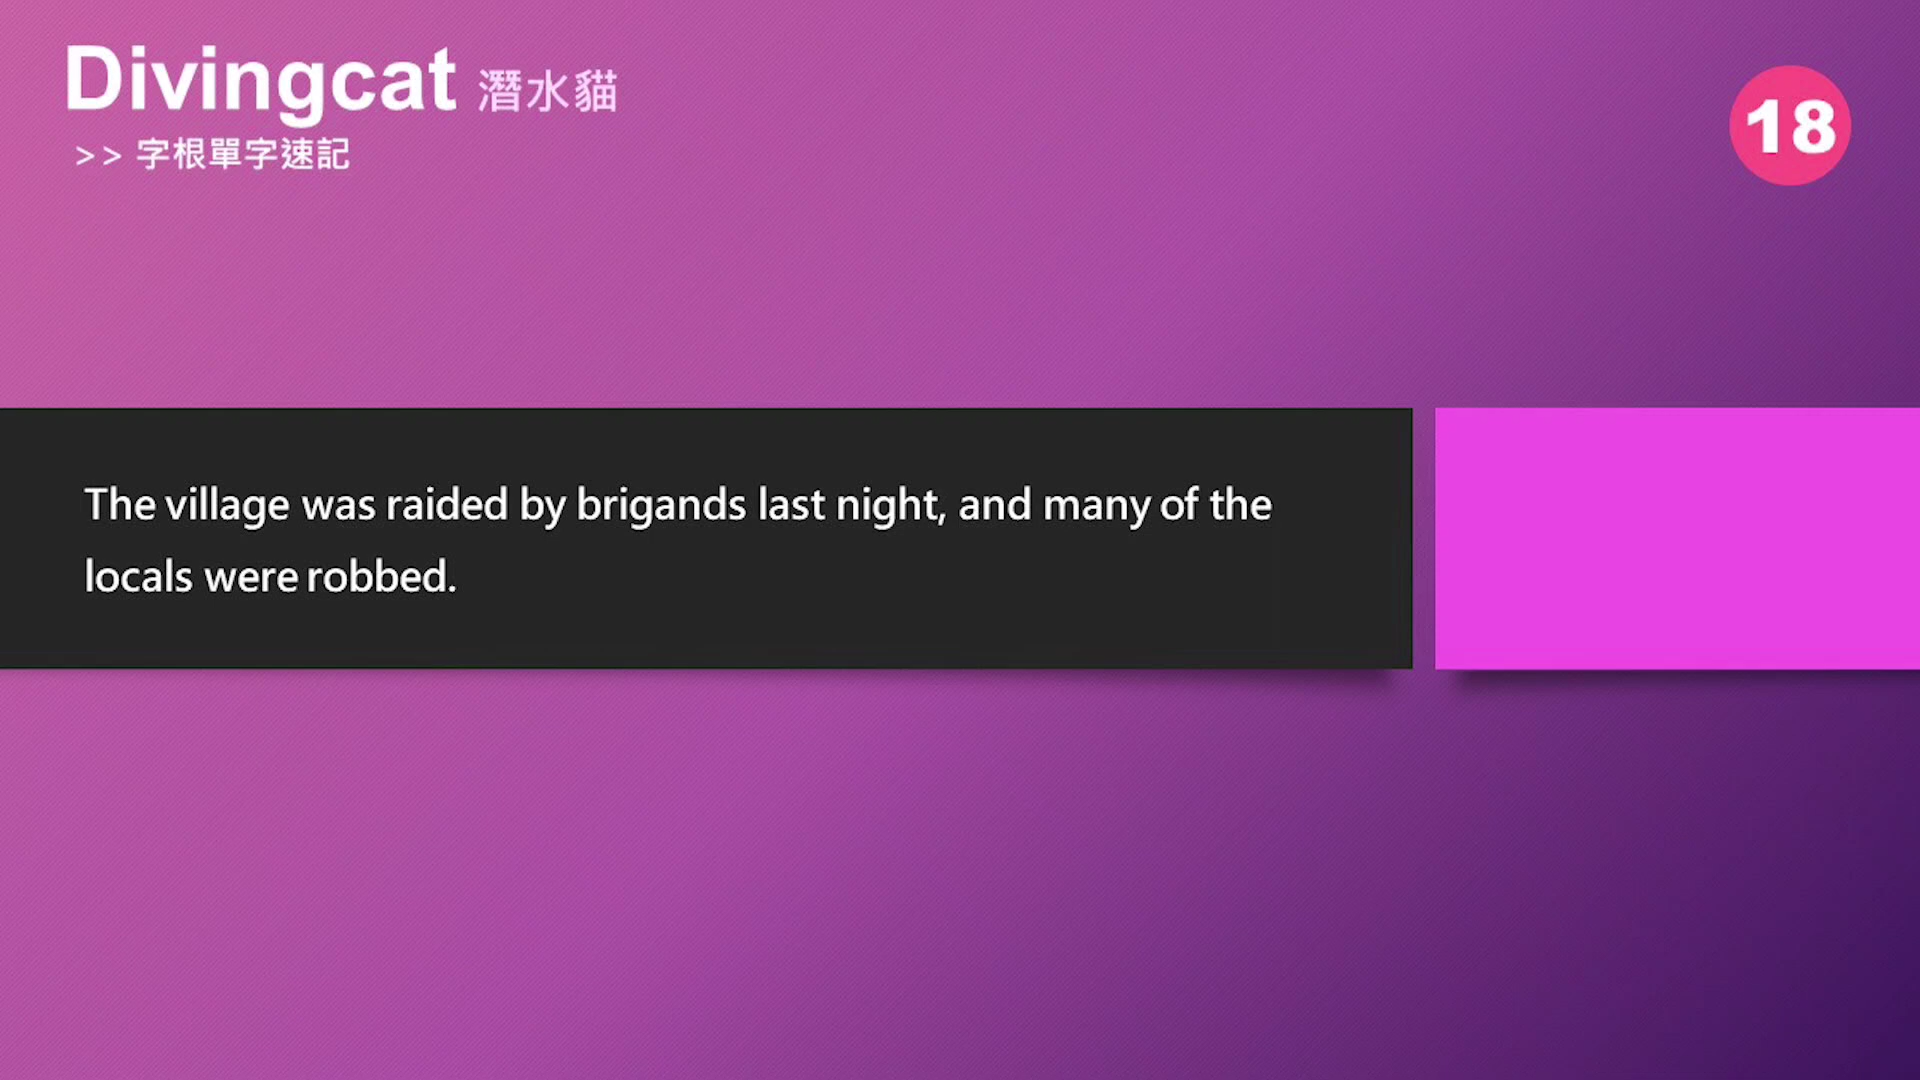 Divingcat 潛水貓
>> 字根單字速記
18
The village was raided by brigands last night, and many of the
locals were robbed.